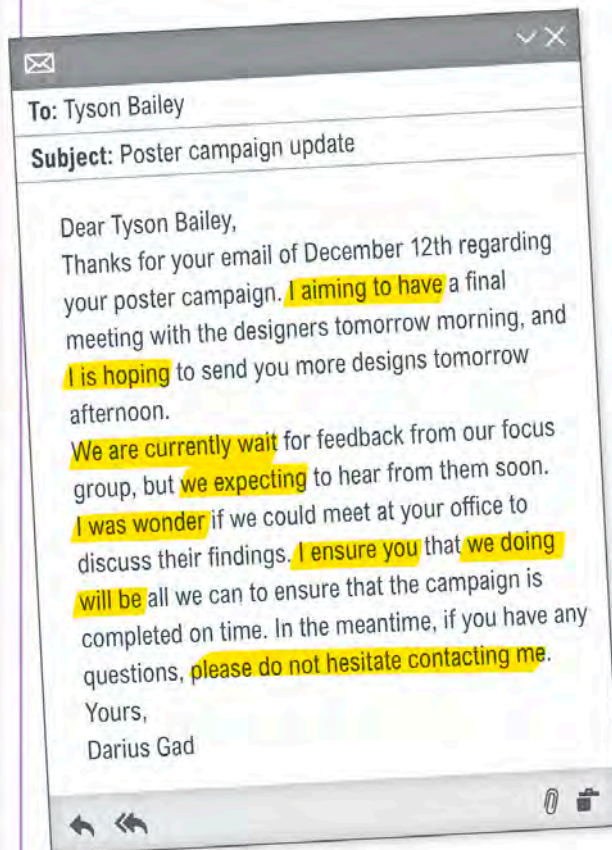 To: Tyson Bailey
Subject: Poster campaign update
Dear Tyson Bailey,
Thanks for your email of December 12th regarding
your poster campaign. I aiming to have a final
meeting with the designers tomorrow morning, and
I is hoping to send you more designs tomorrow
afternoon.
We are currently wait for feedback from our focus
group, but we expecting to hear from them soon.
I was wonder if we could meet at your office to
discuss their findings. I ensure you that we doing
will be all we can to ensure that the campaign is
completed on time. In the meantime, if you have any
questions, please do not hesitate contacting me.
Yours,
Darius Gad